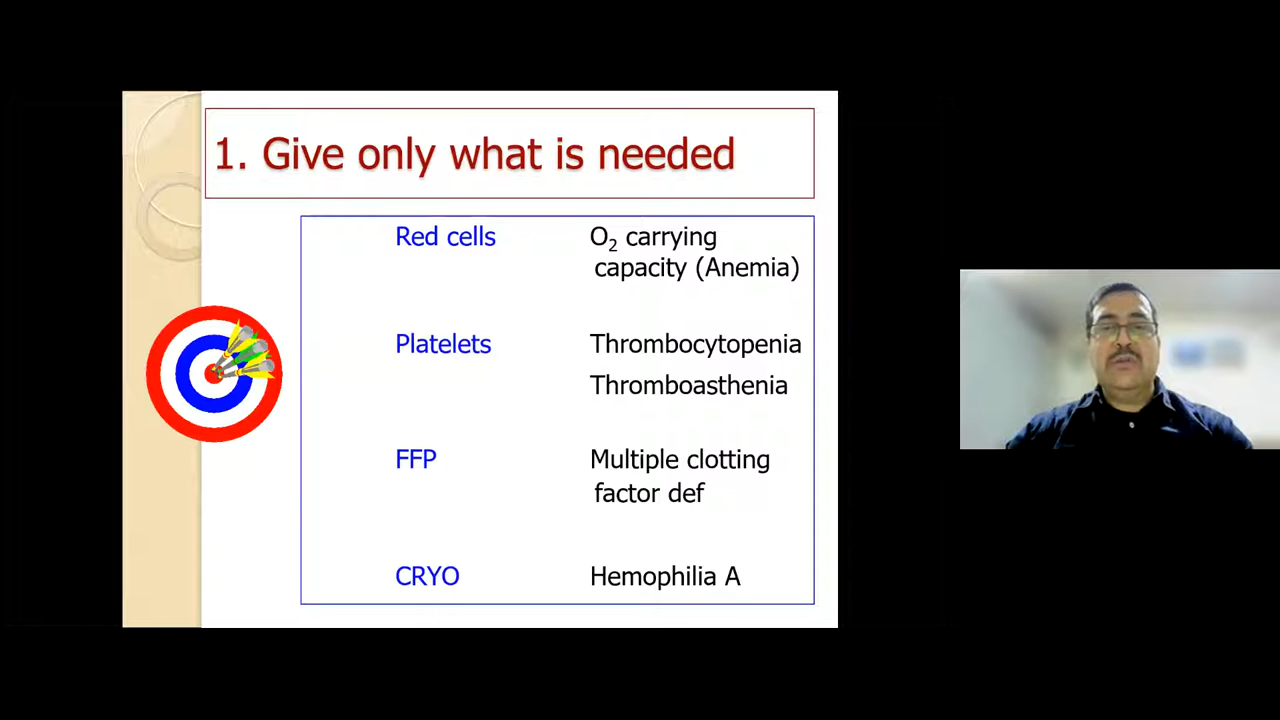 1. Give only what is needed
Red cells O₂ carrying
capacity (Anemia)
Platelets Thrombocytopenia
Thromboasthenia
FFP Multiple clotting
factor def
CRYO Hemophilia A